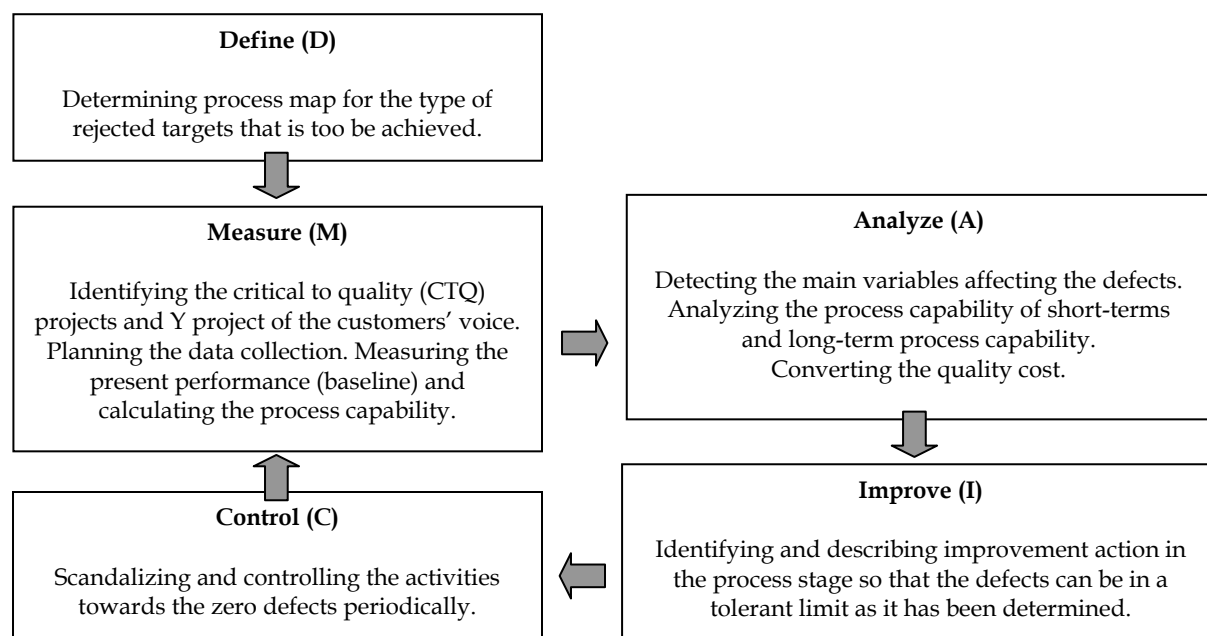 Define (D)
Determining process map for the type of
rejected targets that is too be achieved.
Measure (M)
Identifying the critical to quality (CTQ)
projects and Y project of the customers’ voice.
Planning the data collection. Measuring the
present performance (baseline) and
calculating the process capability.
Analyze (A)
Detecting the main variables affecting the defects.
Analyzing the process capability of short-terms
and long-term process capability.
Converting the quality cost.
Improve (I)
Identifying and describing improvement action in
the process stage so that the defects can be in a
tolerant limit as it has been determined.
Control (C)
Scandalizing and controlling the activities
towards the zero defects periodically.